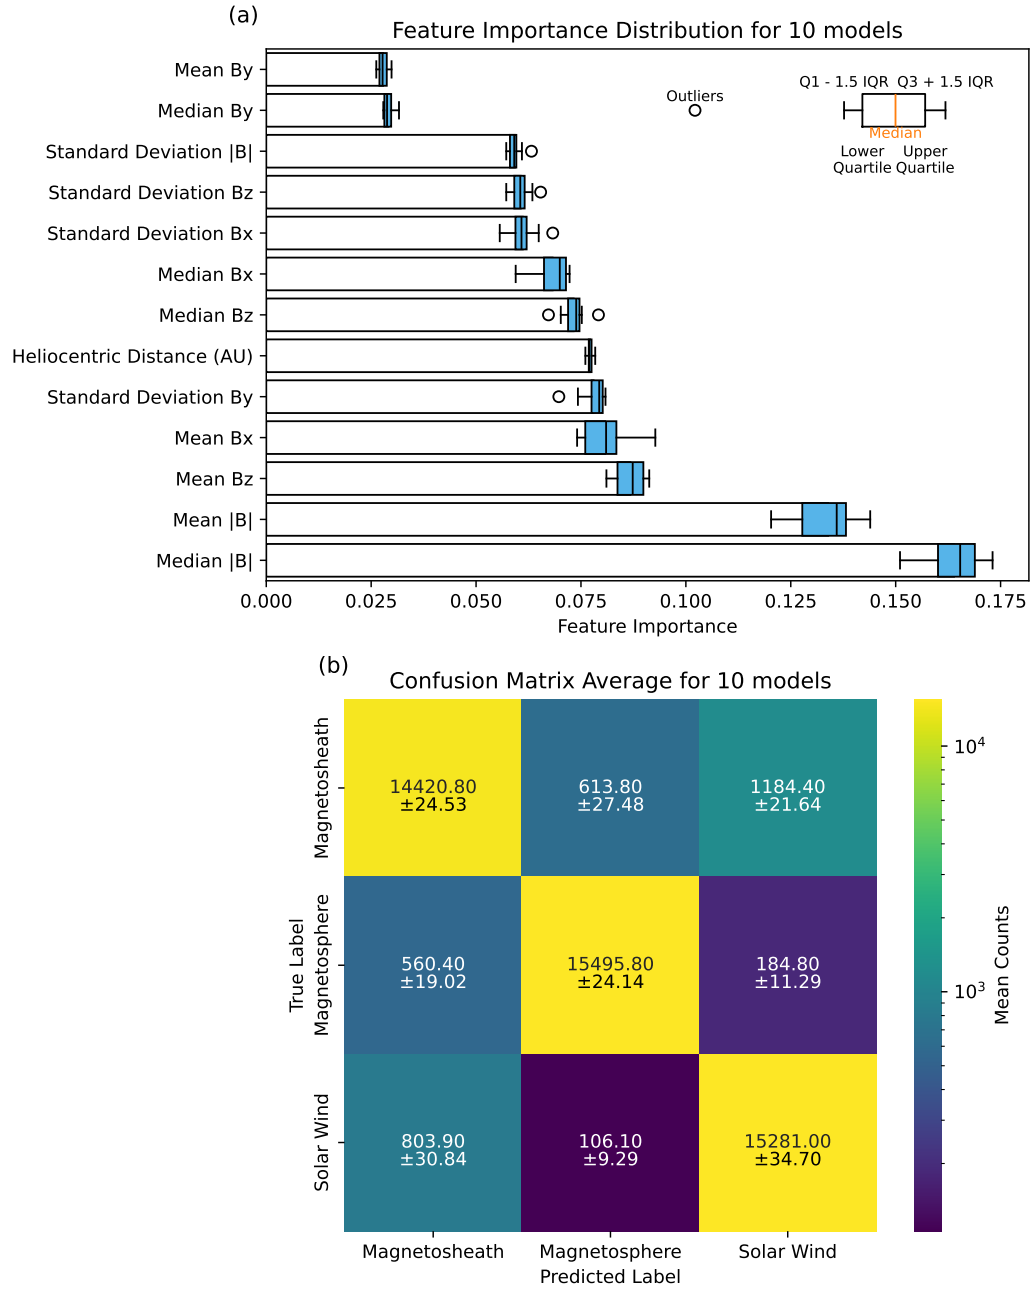 (a)
Feature Importance Distribution for 10 models
Mean By
Median By
Standard Deviation |B|
Standard Deviation Bz
Standard Deviation Bx
Median Bx
Median Bz
Heliocentric Distance (AU)
Standard Deviation By
Mean Bx
Mean Bz
Mean |B|
Median |B|
Outliers
Q1 - 1.5 IQR Q3 + 1.5 IQR
Median
Lower Upper
Quartile Quartile
0.000 0.025 0.050 0.075 0.100 0.125 0.150 0.175
Feature Importance
(b)
Confusion Matrix Average for 10 models
True Label
Magnetosheath
Magnetosphere
Solar Wind
14420.80 613.80 1184.40
±24.53 ±27.48 ±21.64
560.40 15495.80 184.80
±19.02 ±24.14 ±11.29
803.90 106.10 15281.00
±30.84 ±9.29 ±34.70
Magnetosheath Magnetosphere Solar Wind
Predicted Label
10⁴
10³
Mean Counts